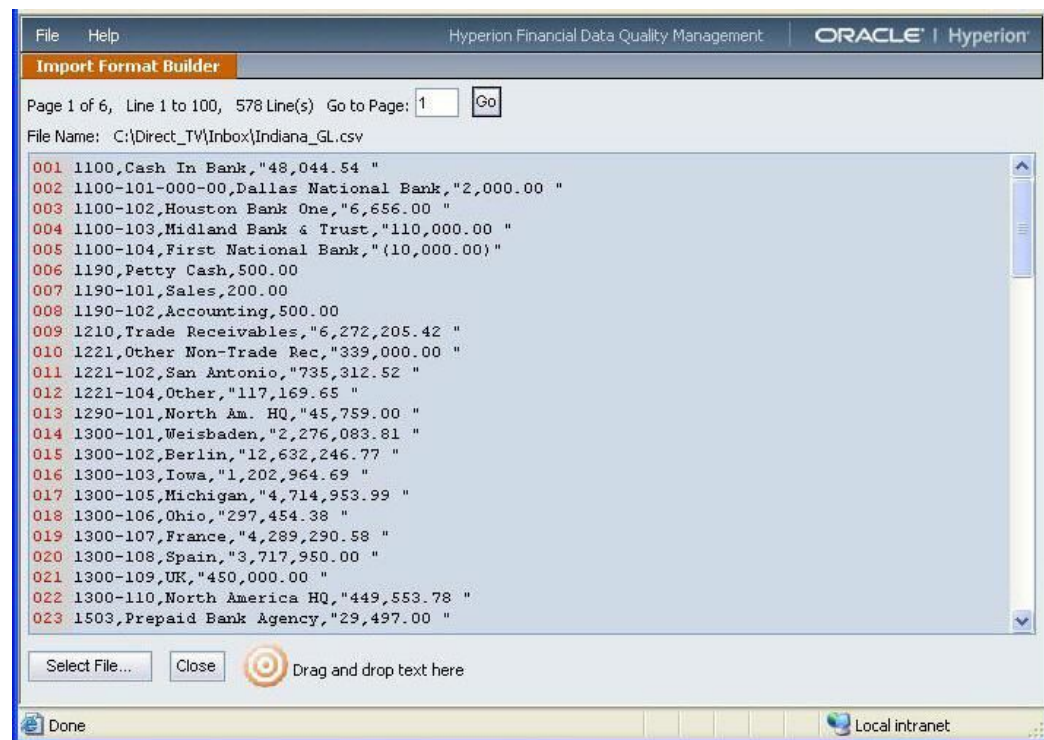 File Help Hyperion Financial Data Quality Management ORACLE | Hyperion
Import Format Builder
Page 1 of 6, Line 1 to 100, 578 Line(s) Go to Page: 1 Go
File Name: C:\Direct_TV\Inbox\Indiana_GL.csv
001 1100,Cash In Bank,"48,044.54 "
002 1100-101-000-00,Dallas National Bank,"2,000.00 "
003 1100-102,Houston Bank One,"6,656.00 "
004 1100-103,Midland Bank & Trust,"110,000.00 "
005 1100-104,First National Bank,"(10,000.00)"
006 1190,Petty Cash,500.00
007 1190-101,Sales,200.00
008 1190-102,Accounting,500.00
009 1210,Trade Receivables,"6,272,205.42 "
010 1221,Other Non-Trade Rec,"339,000.00 "
011 1221-102,San Antonio,"735,312.52 "
012 1221-104,Other,"117,169.65 "
013 1290-101,North Am. HQ,"45,759.00 "
014 1300-101,Weisbaden,"2,276,083.81 "
015 1300-102,Berlin,"12,632,246.77 "
016 1300-103,Iowa,"1,202,964.69 "
017 1300-105,Michigan,"4,714,953.99 "
018 1300-106,Ohio,"297,454.38 "
019 1300-107,France,"4,289,290.58 "
020 1300-108,Spain,"3,717,950.00 "
021 1300-109,UK,"450,000.00 "
022 1300-110,North America HQ,"449,553.78 "
023 1503,Prepaid Bank Agency,"29,497.00 "
Select File... Close Drag and drop text here
Done Local intranet